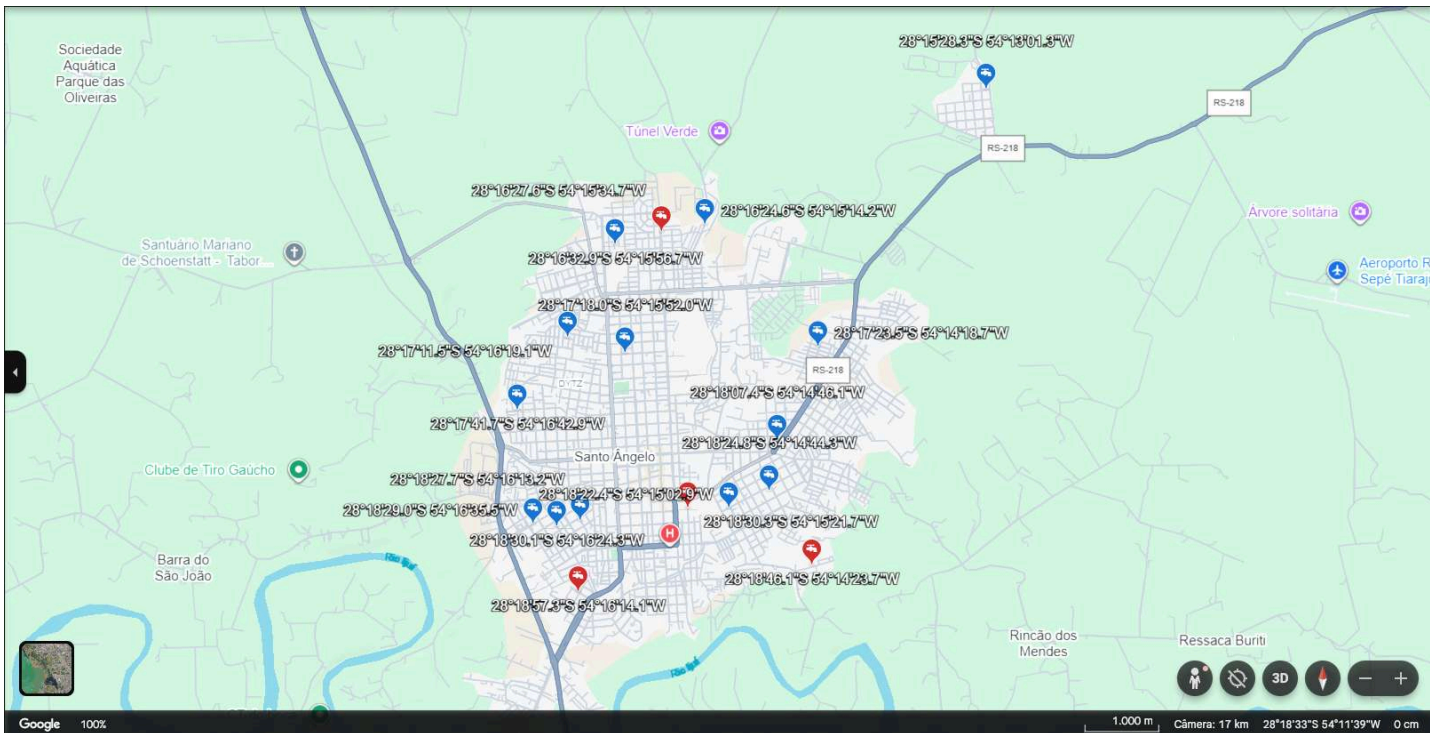 Sociedade
Aquática
Parque das
Oliveiras
28°15'28.3"S 54°13'01.3"W
RS-218
Túnel Verde
RS-218
28°16'27.6"S 54°15'34.7"W
28°16'24.6"S 54°15'14.2"W
Árvore solitária
Santuário Mariano
de Schoenstatt - Tabor...
28°16'32.9"S 54°15'56.7"W
Aeroporto R
Sepé Tiaraj
28°17'18.0"S 54°15'52.0"W
28°17'23.5"S 54°14'18.7"W
28°17'11.5"S 54°16'19.1"W
RS-218
DYTZ
28°18'07.4"S 54°14'46.1"W
28°17'41.7"S 54°16'42.9"W
28°18'24.8"S 54°14'44.3"W
Santo Ângelo
Clube de Tiro Gaúcho
28°18'27.7"S 54°16'13.2"W
28°18'22.4"S 54°15'02.9"W
28°18'29.0"S 54°16'35.5"W
28°18'30.3"S 54°15'21.7"W
H
28°18'30.1"S 54°16'24.3"W
Barra do
São João
Rio Ijuí
28°18'46.1"S 54°14'23.7"W
28°18'57.3"S 54°16'14.1"W
Rincão dos
Mendes
Ressaca Buriti
Rio Ijuí
3D
Google 100% 1.000 m Câmera: 17 km 28°18'33"S 54°11'39"W 0 cm